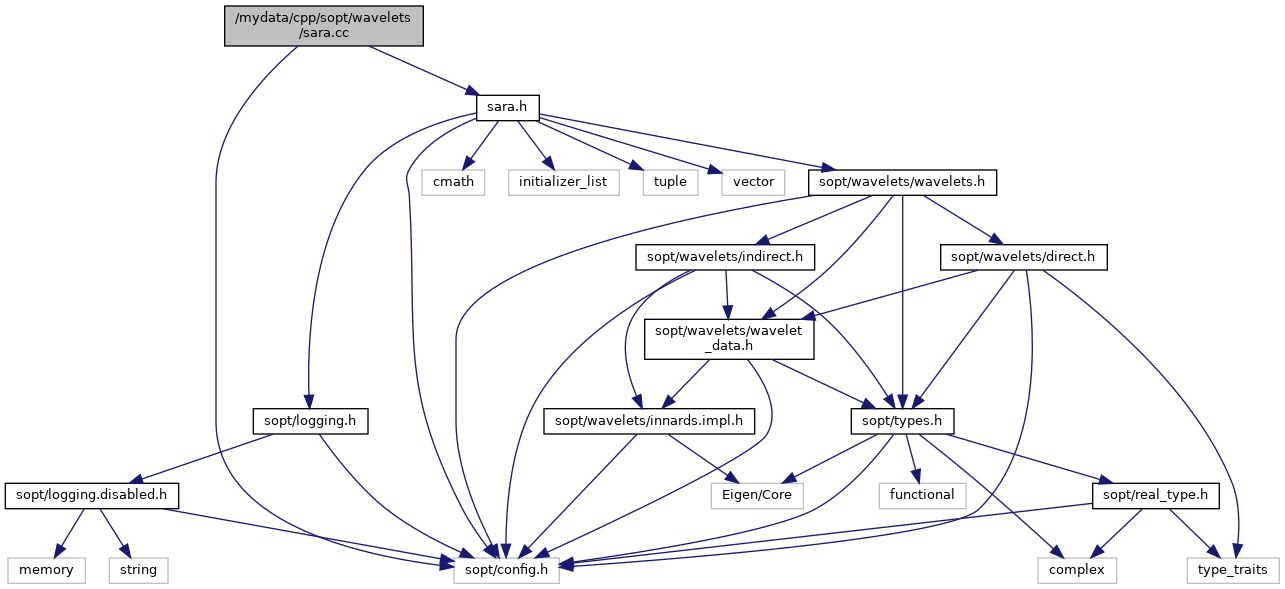 /mydata/cpp/sopt/wavelets
/sara.cc
sara.h
cmath
initializer_list
tuple
vector
sopt/wavelets/wavelets.h
sopt/wavelets/indirect.h
sopt/wavelets/direct.h
sopt/wavelets/wavelet
_data.h
sopt/logging.h
sopt/wavelets/innards.impl.h
sopt/types.h
sopt/logging.disabled.h
Eigen/Core
functional
sopt/real_type.h
memory
string
sopt/config.h
complex
type_traits